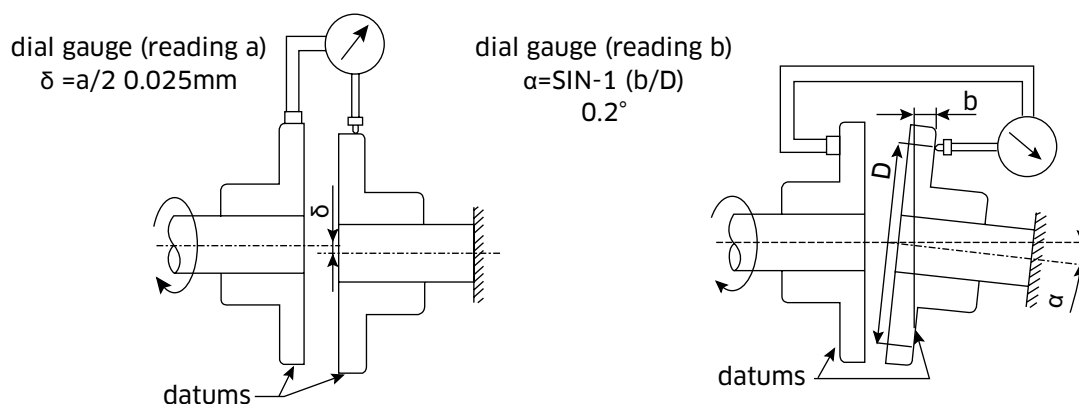 dial gauge (reading a)
δ =a/2 0.025mm
δ
datums
dial gauge (reading b)
α=SIN-1 (b/D)
0.2°
b
D
α
datums